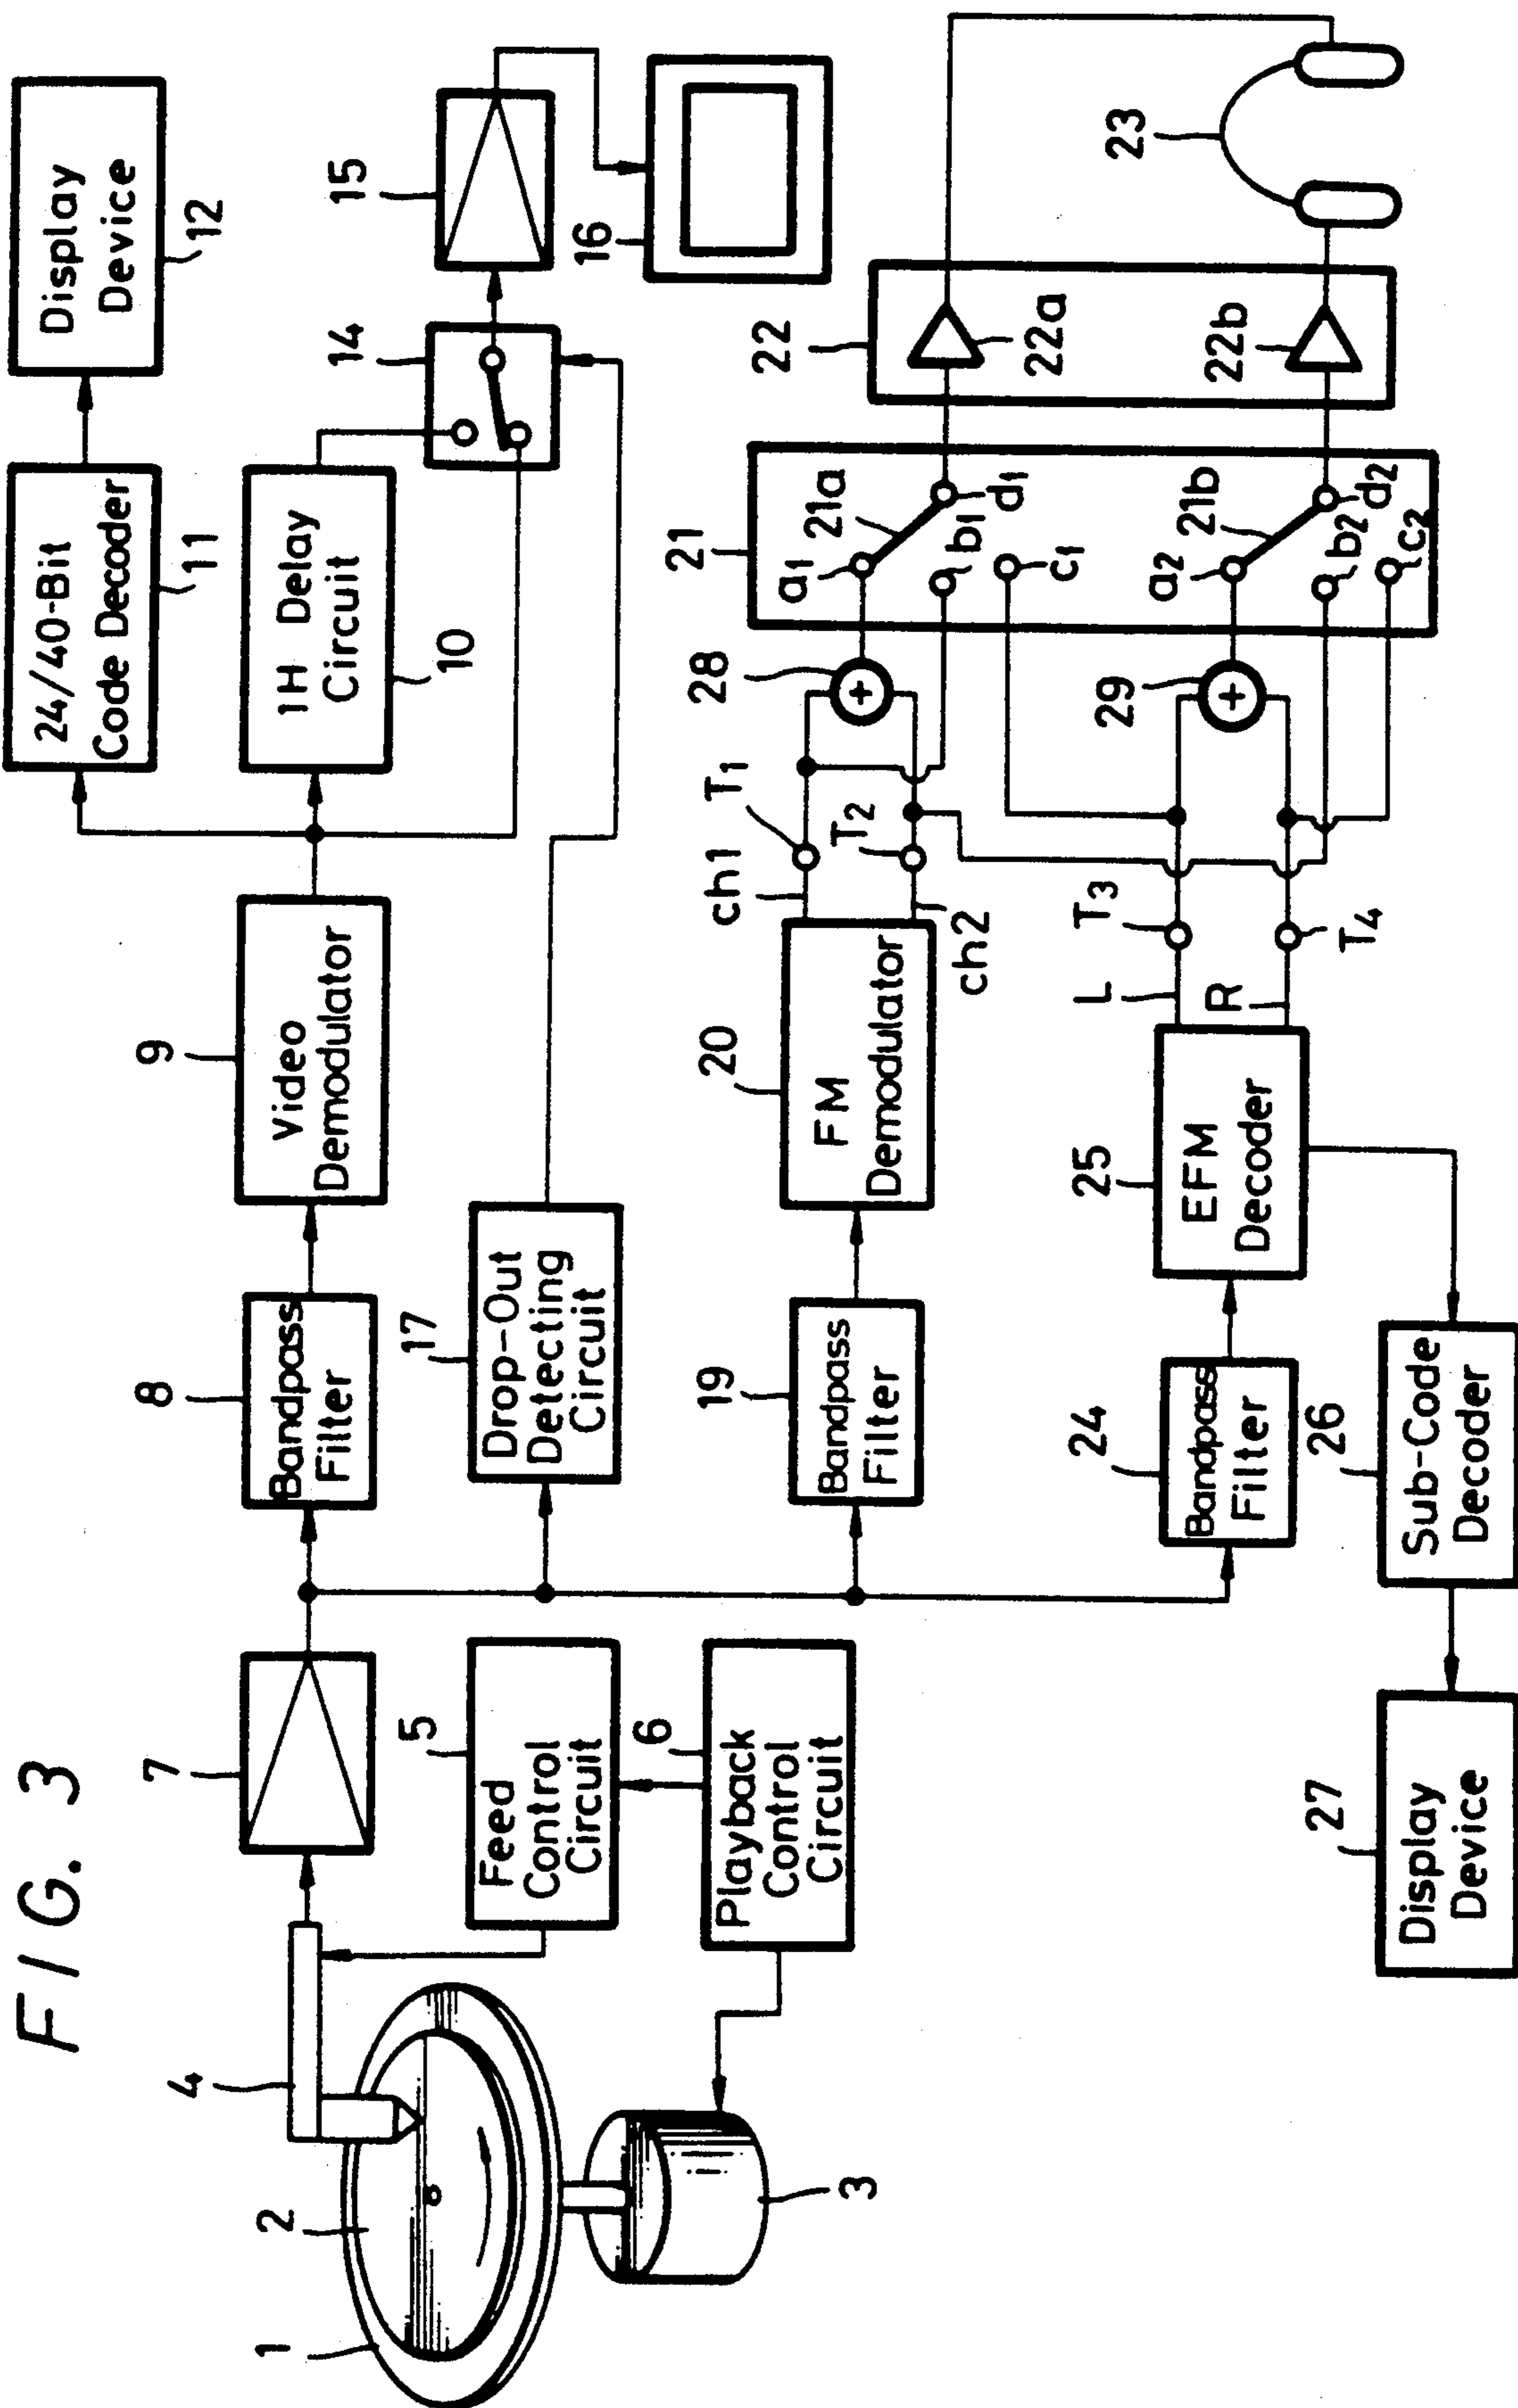 FIG. 3
1
2
3
4
5
Feed
Control
Circuit
6
Playback
Control
Circuit
7
8
Bandpass
Filter
9
Video
Demodulator
24/40-Bit
Code Decoder
11
Display
Device
12
1H Delay
Circuit
10
14
15
16
17
Drop-Out
Detecting
Circuit
19
Bandpass
Filter
20
FM
Demodulator
ch1
ch2
T1
T2
28
21
a1
21a
d1
b1
c1
a2
21b
d2
b2
c2
22
22a
22b
23
24
Bandpass
Filter
25
EFM
Decoder
L
R
T3
T4
29
26
Sub-Code
Decoder
27
Display
Device